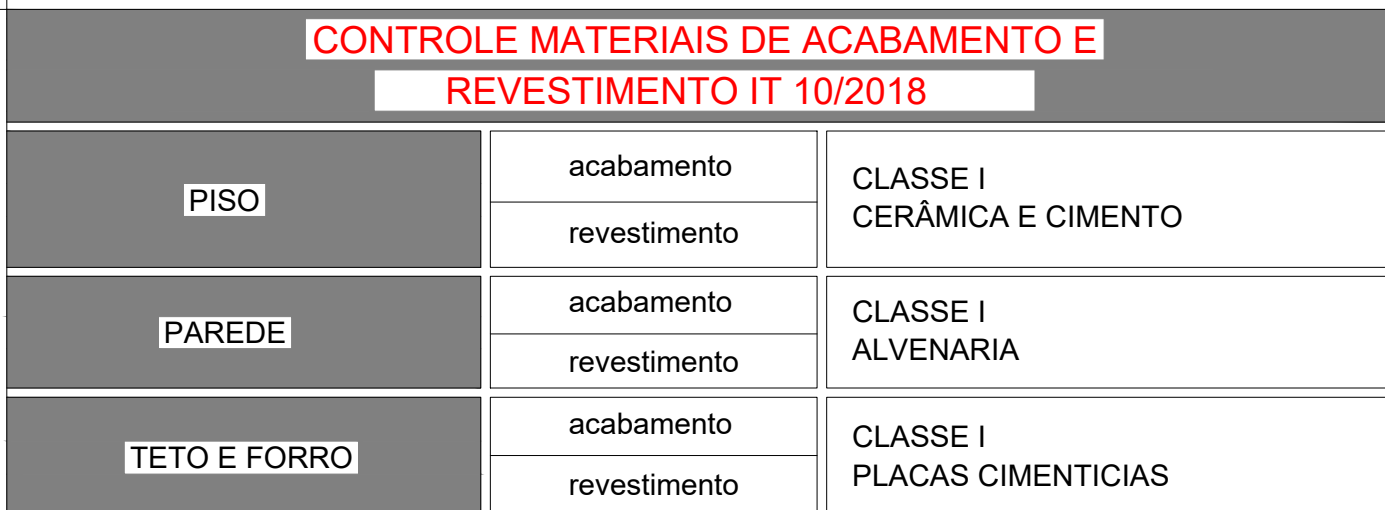 CONTROLE MATERIAIS DE ACABAMENTO E
REVESTIMENTO IT 10/2018
PISO
acabamento
revestimento
CLASSE I
CERÂMICA E CIMENTO
PAREDE
acabamento
revestimento
CLASSE I
ALVENARIA
TETO E FORRO
acabamento
revestimento
CLASSE I
PLACAS CIMENTICIAS